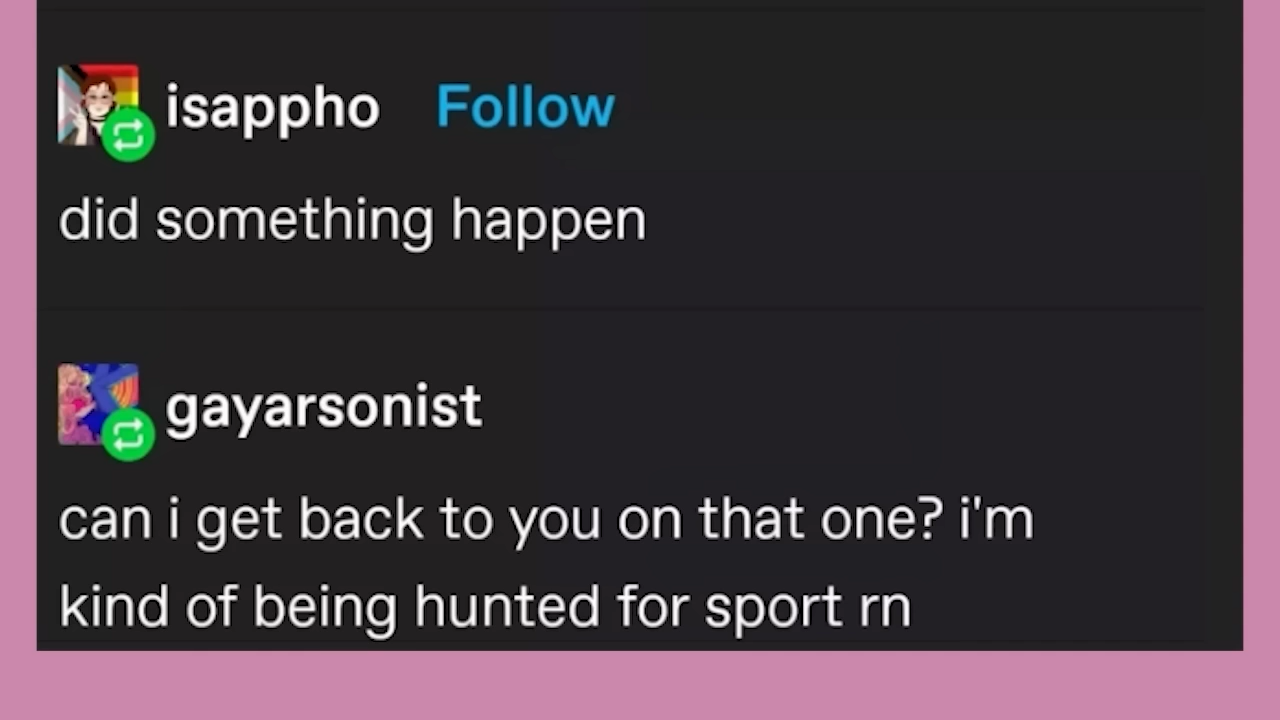 isappho Follow
did something happen
gayarsonist
can i get back to you on that one? i'm
kind of being hunted for sport rn